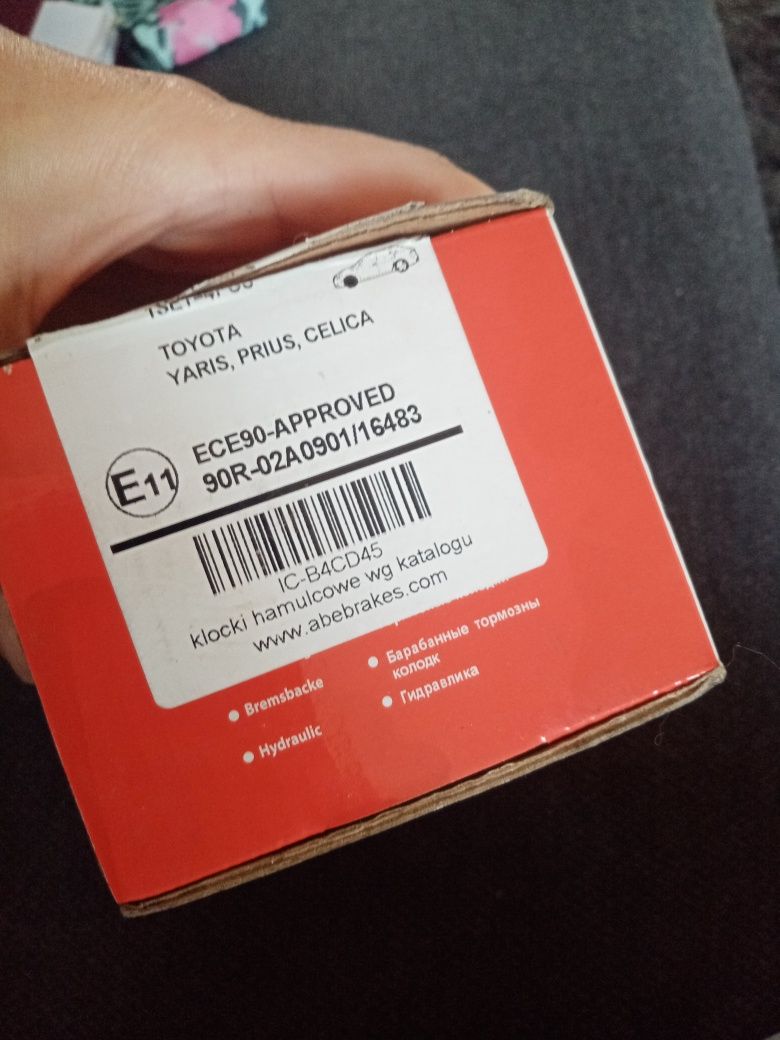 TOYOTA
YARIS, PRIUS, CELICA
E11
ECE90-APPROVED
90R-02A0901/16483
IC-B4CD45
klocki hamulcowe wg katalogu
www.abebrakes.com
Bremsbacke
Hydraulic
Барабанные тормозны
колодк
Гидравлика